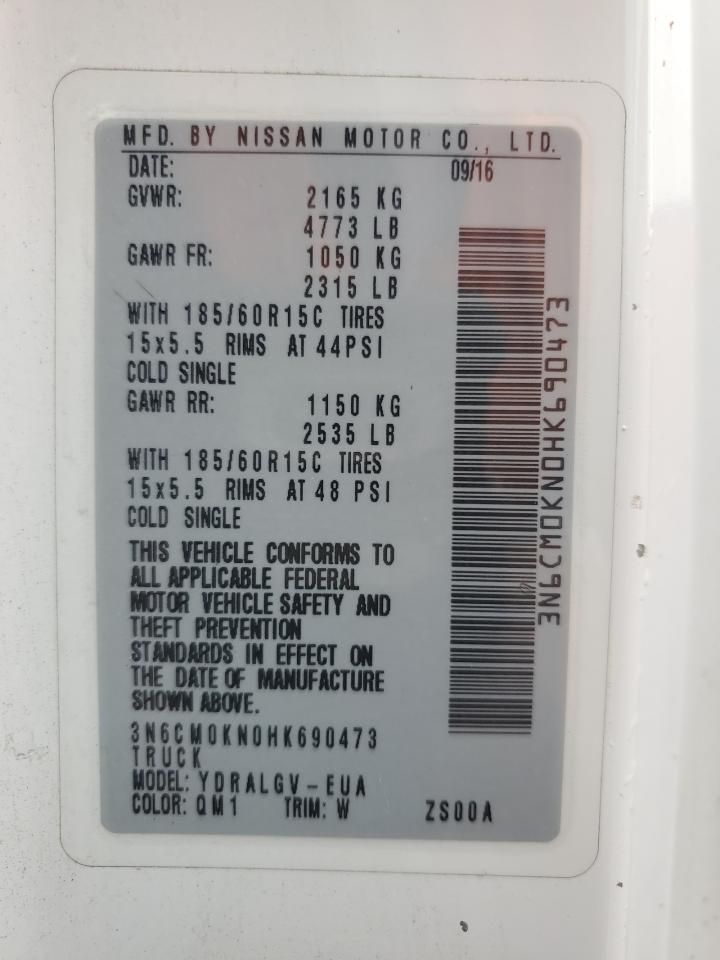 MFD. BY NISSAN MOTOR CO., LTD.
DATE: 09/16
GVWR: 2165 KG
4773 LB
GAWR FR: 1050 KG
2315 LB
WITH 185/60R15C TIRES
15x5.5 RIMS AT 44PSI
COLD SINGLE
GAWR RR: 1150 KG
2535 LB
WITH 185/60R15C TIRES
15x5.5 RIMS AT 48 PSI
COLD SINGLE
THIS VEHICLE CONFORMS TO
ALL APPLICABLE FEDERAL
MOTOR VEHICLE SAFETY AND
THEFT PREVENTION
STANDARDS IN EFFECT ON
THE DATE OF MANUFACTURE
SHOWN ABOVE.
3N6CM0KN0HK690473
TRUCK
MODEL: YDRALGV-EUA
COLOR: QM1 TRIM: W ZS00A
3N6CM0KN0HK690473